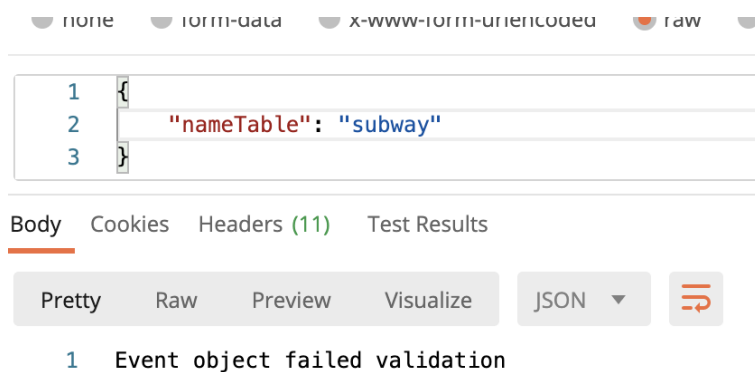 none form-data x-www-form-urlencoded raw
1 {
2 "nameTable": "subway"
3 }
Body Cookies Headers (11) Test Results
Pretty Raw Preview Visualize JSON
1 Event object failed validation